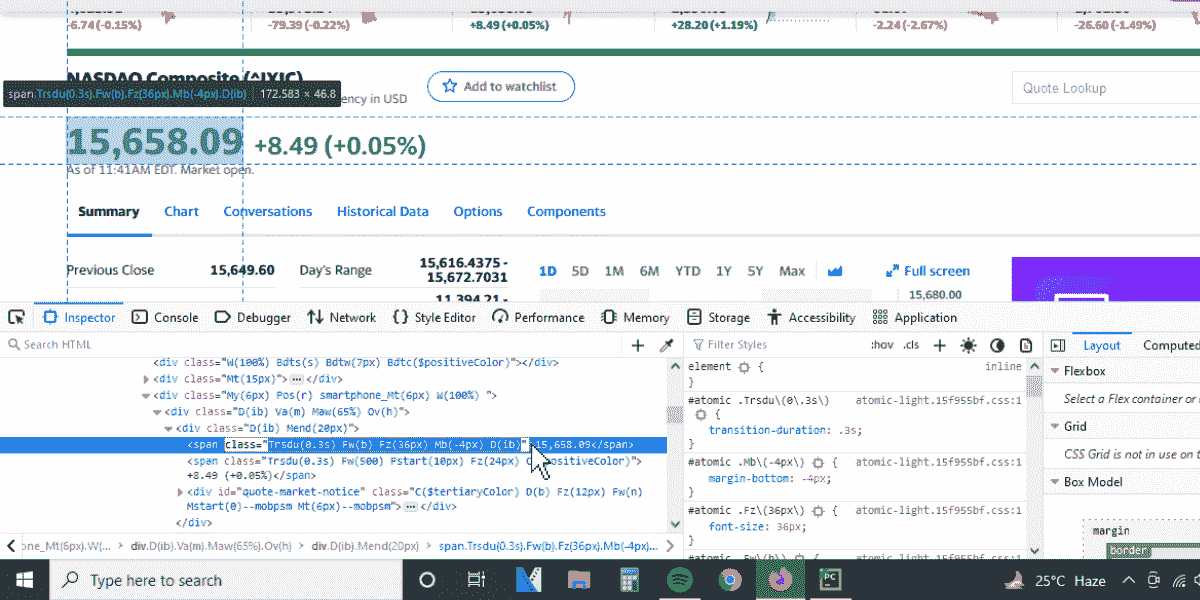 -6.74 (-0.15%) -79.39 (-0.22%) +8.49 (+0.05%) +28.20 (+1.19%) -2.24 (-2.67%) -26.60 (-1.49%)
NASDAQ Composite (^IXIC)
Add to watchlist
Quote Lookup
span.Trsdu(0.3s).Fw(b).Fz(36px).Mb(-4px).D(ib) 172.583 × 46.8
ency in USD
15,658.09 +8.49 (+0.05%)
As of 11:41AM EDT. Market open.
Summary Chart Conversations Historical Data Options Components
Previous Close 15,649.60 Day's Range 15,616.4375 -
15,672.7031
1D 5D 1M 6M YTD 1Y 5Y Max Full screen
11,394.21 - 15,680.00
Inspector Console Debugger Network Style Editor Performance Memory Storage Accessibility Application
Search HTML
Filter Styles :hov .cls
Layout Computed
<div class="W(100%) Bdts(s) Bdtw(7px) Bdtc($positiveColor)"></div>
<div class="Mt(15px)"></div>
<div class="My(6px) Pos(r) smartphone_Mt(6px) W(100%) ">
<div class="D(ib) Va(m) Maw(65%) Ov(h)">
<div class="D(ib) Mend(20px)">
<span class="Trsdu(0.3s) Fw(b) Fz(36px) Mb(-4px) D(ib)">15,658.09</span>
<span class="Trsdu(0.3s) Fw(500) Pstart(10px) Fz(24px) C positiveColor)">
+8.49 (+0.05%)</span>
<div id="quote-market-notice" class="C($tertiaryColor) D(b) Fz(12px) Fw(n)
Mstart(0)--mobpsm Mt(6px)--mobpsm"></div>
</div>
one_Mt(6px).W(... > div.D(ib).Va(m).Maw(65%).Ov(h) > div.D(ib).Mend(20px) > span.Trsdu(0.3s).Fw(b).Fz(36px).Mb(-4px)...
element { inline
}
#atomic .Trsdu\(0\.3s\) atomic-light.15f955bf.css:1
{
transition-duration: .3s;
}
#atomic .Mb\(-4px\) { atomic-light.15f955bf.css:1
margin-bottom: -4px;
}
#atomic .Fz\(36px\) { atomic-light.15f955bf.css:1
font-size: 36px;
}
#atomic .Fw\(b\) { atomic-light.15f955bf.css:1
Flexbox
Select a Flex container or
Grid
CSS Grid is not in use on t
Box Model
margin
border
Type here to search
PC
25°C Haze